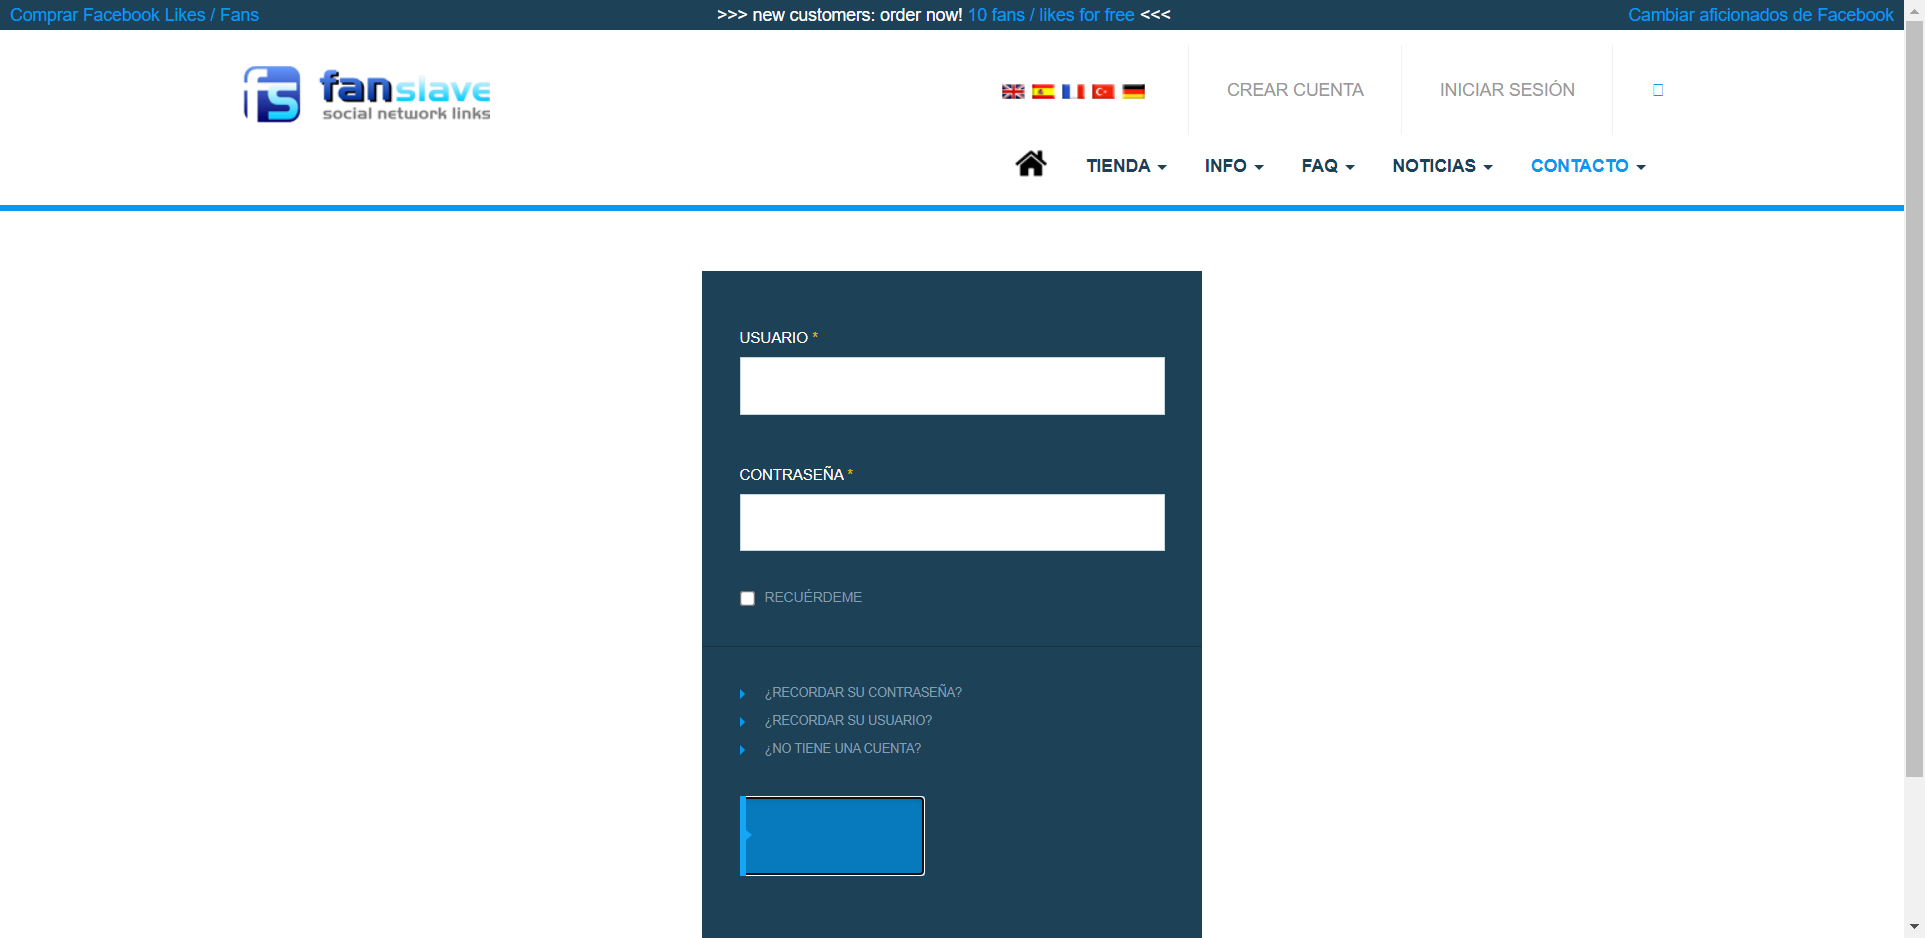 Comprar Facebook Likes / Fans
>>> new customers: order now! 10 fans / likes for free <<<
Cambiar aficionados de Facebook
fanslave
social network links
CREAR CUENTA
INICIAR SESIÓN
TIENDA
INFO
FAQ
NOTICIAS
CONTACTO
USUARIO *
CONTRASEÑA *
RECUÉRDEME
¿RECORDAR SU CONTRASEÑA?
¿RECORDAR SU USUARIO?
¿NO TIENE UNA CUENTA?